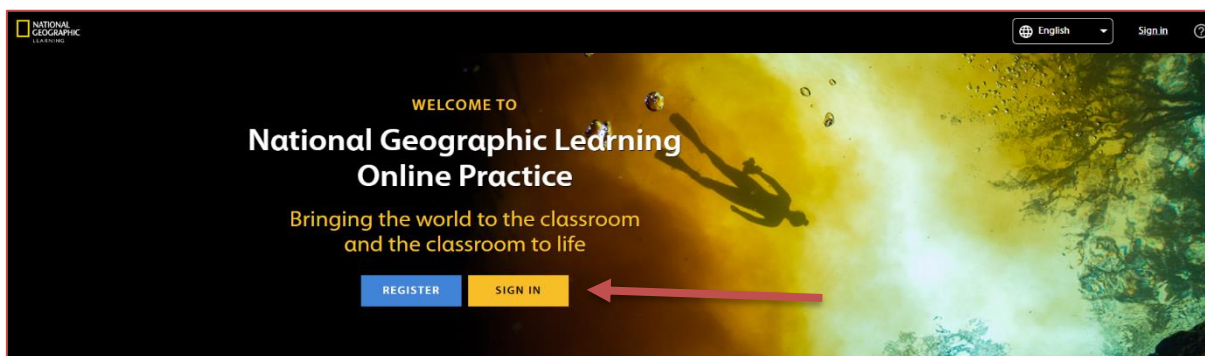 NATIONAL
GEOGRAPHIC
LEARNING
English
Sign in
WELCOME TO
National Geographic Learning
Online Practice
Bringing the world to the classroom
and the classroom to life
REGISTER
SIGN IN